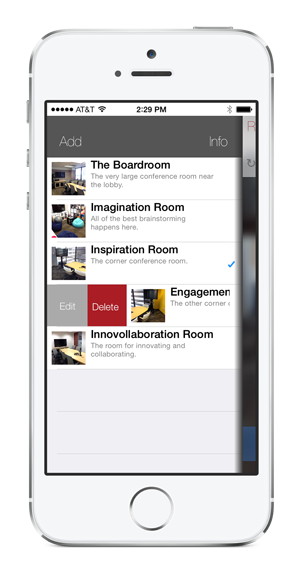 AT&T 2:29 PM
Add Info
R
The Boardroom
The very large conference room near
the lobby.
Imagination Room
All of the best brainstorming
happens here.
Inspiration Room
The corner conference room.
Edit Delete Engagemen
The other corner c
Innovollaboration Room
The room for innovating and
collaborating.